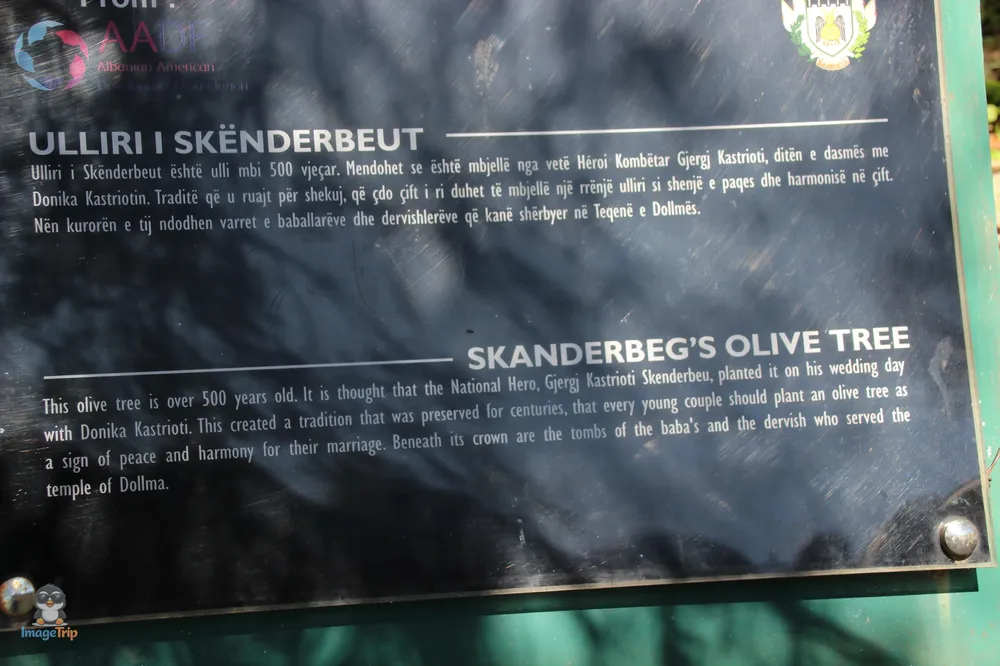 From :
AADF
Albanian American
Development Foundation
ULLIRI I SKËNDERBEUT
Ulliri i Skënderbeut është ulli mbi 500 vjeçar. Mendohet se është mbjellë nga vetë Héroi Kombëtar Gjergj Kastrioti, ditën e dasmës me
Donika Kastriotin. Traditë që u ruajt për shekuj, që çdo çift i ri duhet të mbjellë një rrënjë ulliri si shenjë e paqes dhe harmonisë në çift.
Nën kurorën e tij ndodhen varret e baballarëve dhe dervishlerëve që kanë shërbyer në Teqenë e Dollmës.
SKANDERBEG'S OLIVE TREE
This olive tree is over 500 years old. It is thought that the National Hero, Gjergj Kastrioti Skenderbeu, planted it on his wedding day
with Donika Kastrioti. This created a tradition that was preserved for centuries, that every young couple should plant an olive tree as
a sign of peace and harmony for their marriage. Beneath its crown are the tombs of the baba's and the dervish who served the
temple of Dollma.
ImageTrip